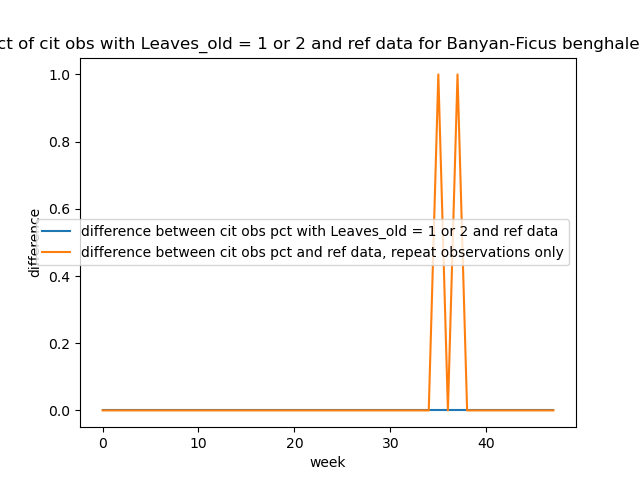 ct of cit obs with Leaves_old = 1 or 2 and ref data for Banyan-Ficus benghale
1.0
0.8
0.6
0.4
0.2
0.0
difference
difference between cit obs pct with Leaves_old = 1 or 2 and ref data
difference between cit obs pct and ref data, repeat observations only
0 10 20 30 40
week